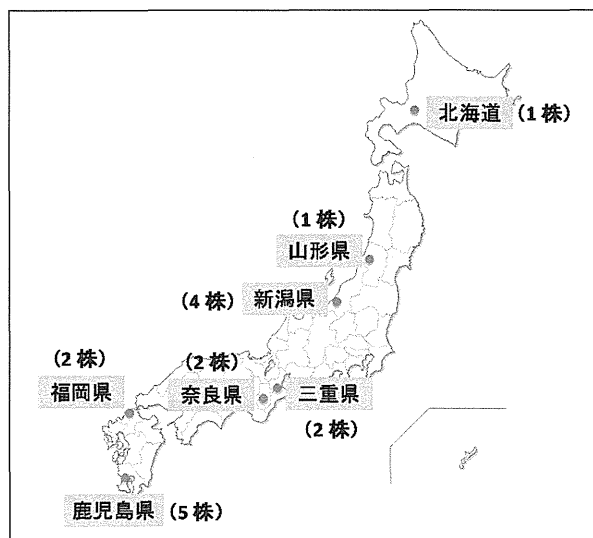 北海道 (1 株)
(1 株)
山形県
(4 株) 新潟県
(2 株) (2 株)
福岡県 奈良県 三重県
(2 株)
鹿児島県 (5 株)